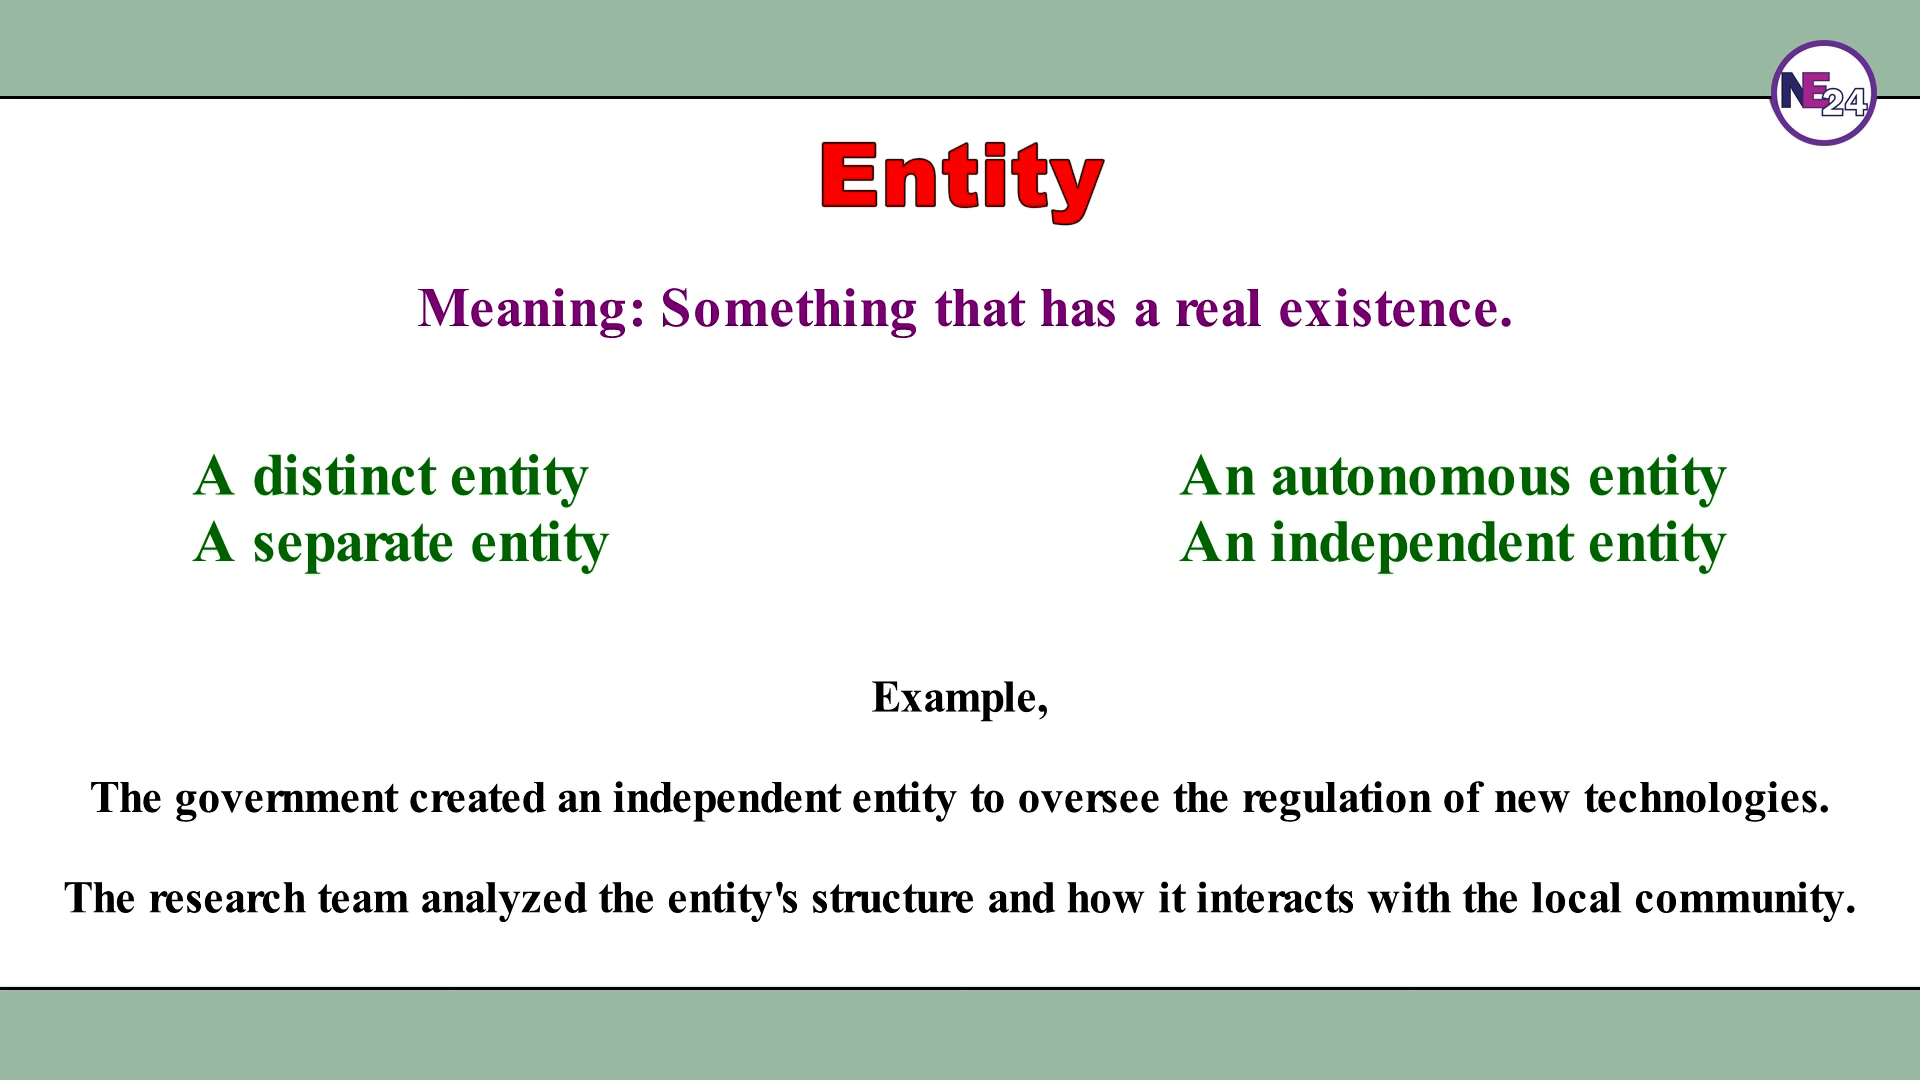 NE24
Entity
Meaning: Something that has a real existence.
A distinct entity
A separate entity
An autonomous entity
An independent entity
Example,
The government created an independent entity to oversee the regulation of new technologies.
The research team analyzed the entity's structure and how it interacts with the local community.